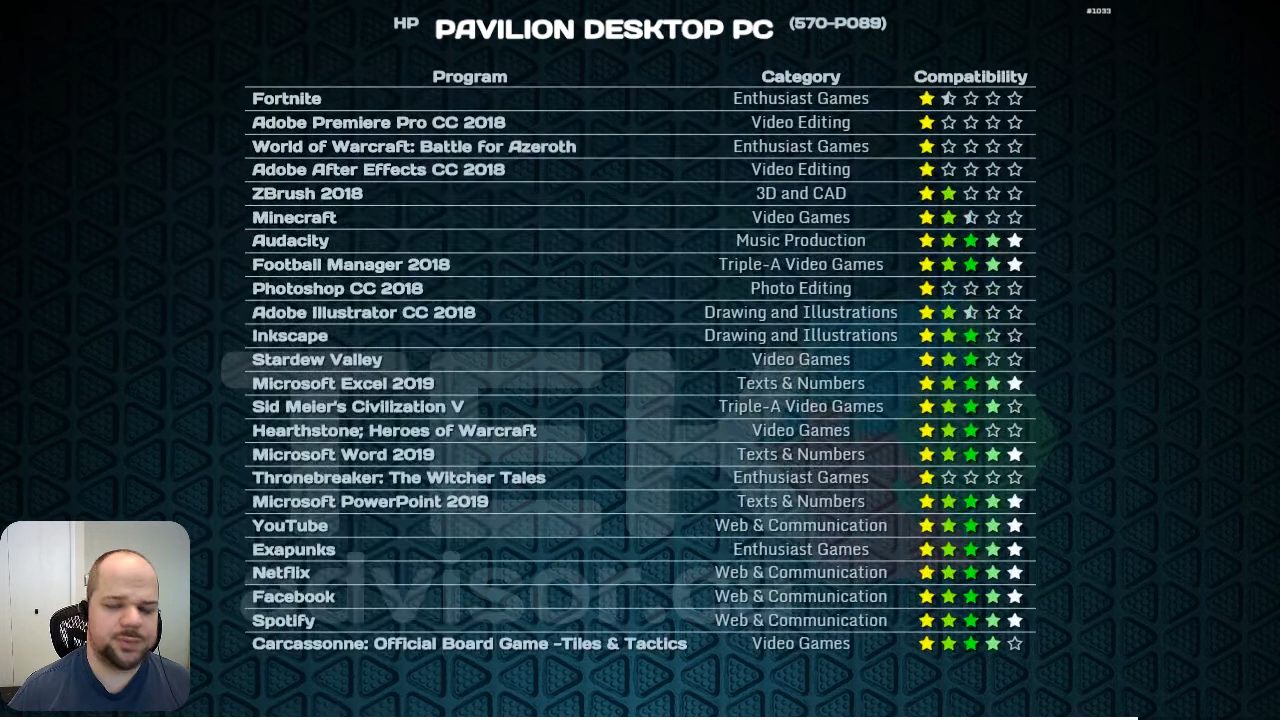 #1033
HP PAVILION DESKTOP PC (570-P089)
Program Category Compatibility
Fortnite Enthusiast Games
Adobe Premiere Pro CC 2018 Video Editing
World of Warcraft: Battle for Azeroth Enthusiast Games
Adobe After Effects CC 2018 Video Editing
ZBrush 2018 3D and CAD
Minecraft Video Games
Audacity Music Production
Football Manager 2018 Triple-A Video Games
Photoshop CC 2018 Photo Editing
Adobe Illustrator CC 2018 Drawing and Illustrations
Inkscape Drawing and Illustrations
Stardew Valley Video Games
Microsoft Excel 2019 Texts & Numbers
Sid Meier's Civilization V Triple-A Video Games
Hearthstone; Heroes of Warcraft Video Games
Microsoft Word 2019 Texts & Numbers
Thronebreaker: The Witcher Tales Enthusiast Games
Microsoft PowerPoint 2019 Texts & Numbers
YouTube Web & Communication
Exapunks Enthusiast Games
Netflix Web & Communication
Facebook Web & Communication
Spotify Web & Communication
Carcassonne: Official Board Game -Tiles & Tactics Video Games